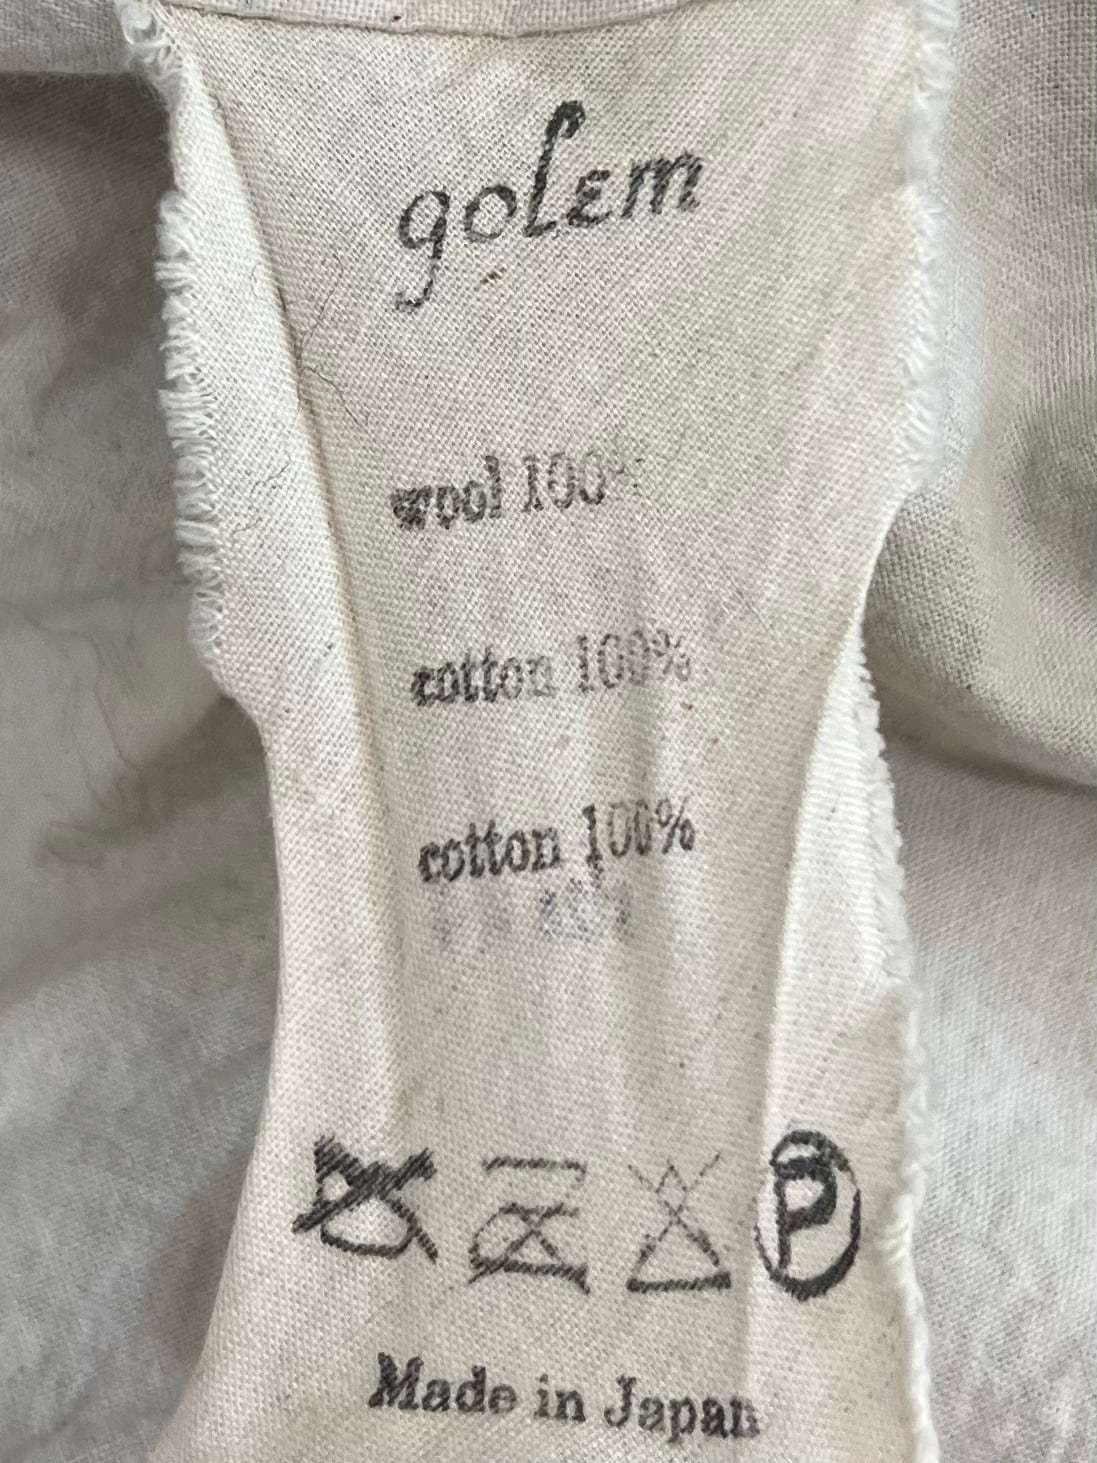 golem
wool 100%
cotton 100%
cotton 100%
P
Made in Japan